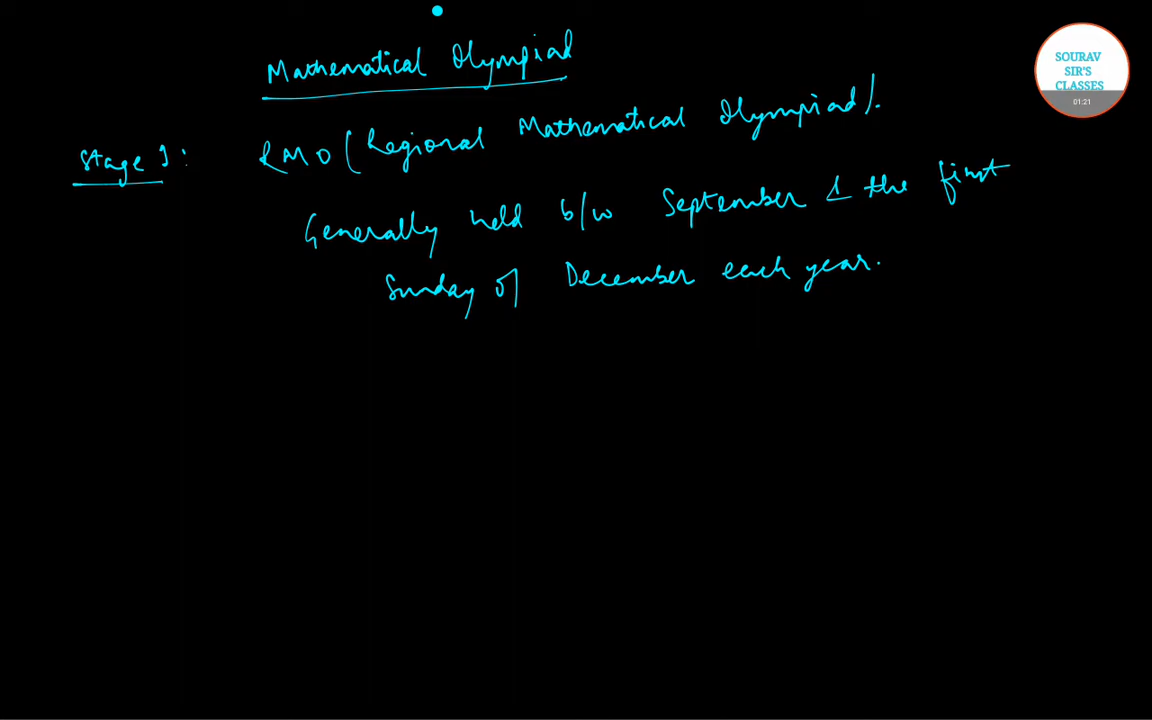 Mathematical Olympiad
Stage I: RMO (Regional Mathematical Olympiad).
Generally held b/w September & the first
Sunday of December each year.
SOURAV
SIR'S
CLASSES
01:21